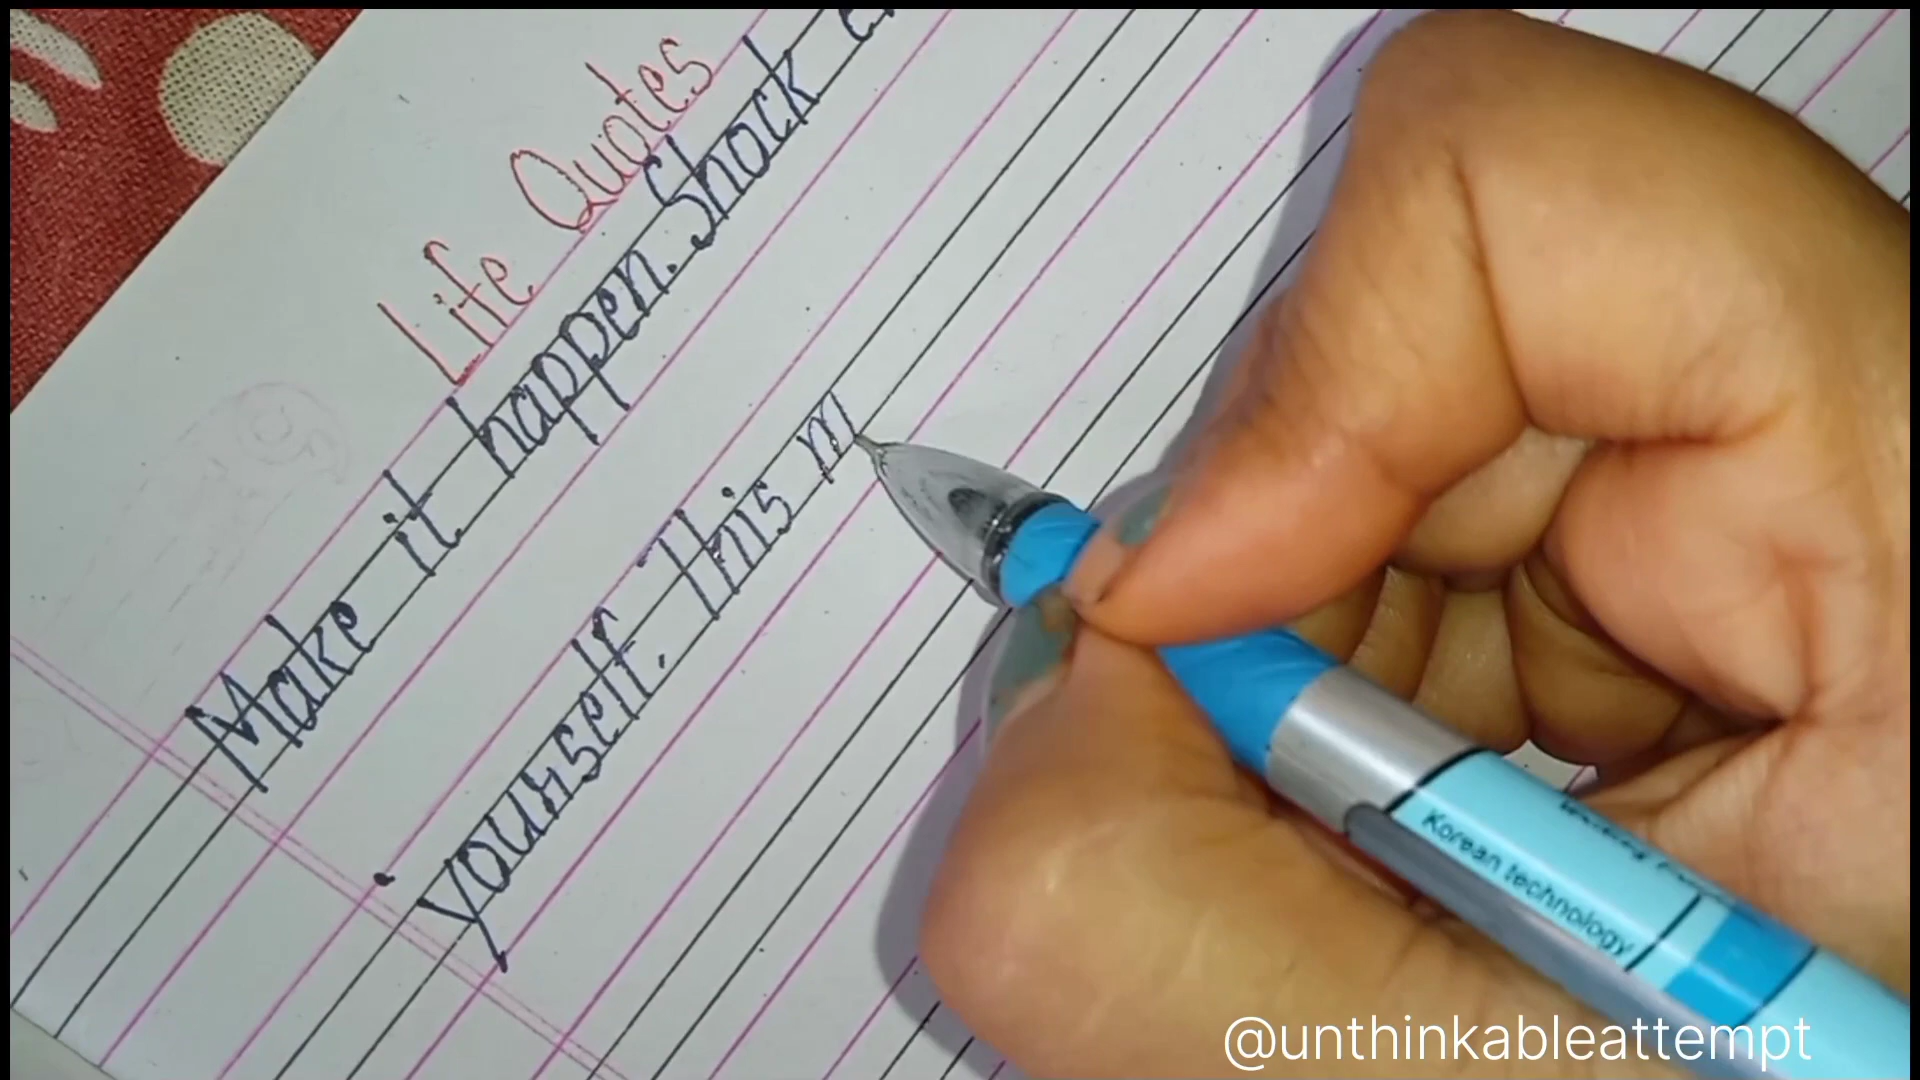 Life Quotes
Make it happen. Shock
yourself. This m
Korean technology
@unthinkableattempt